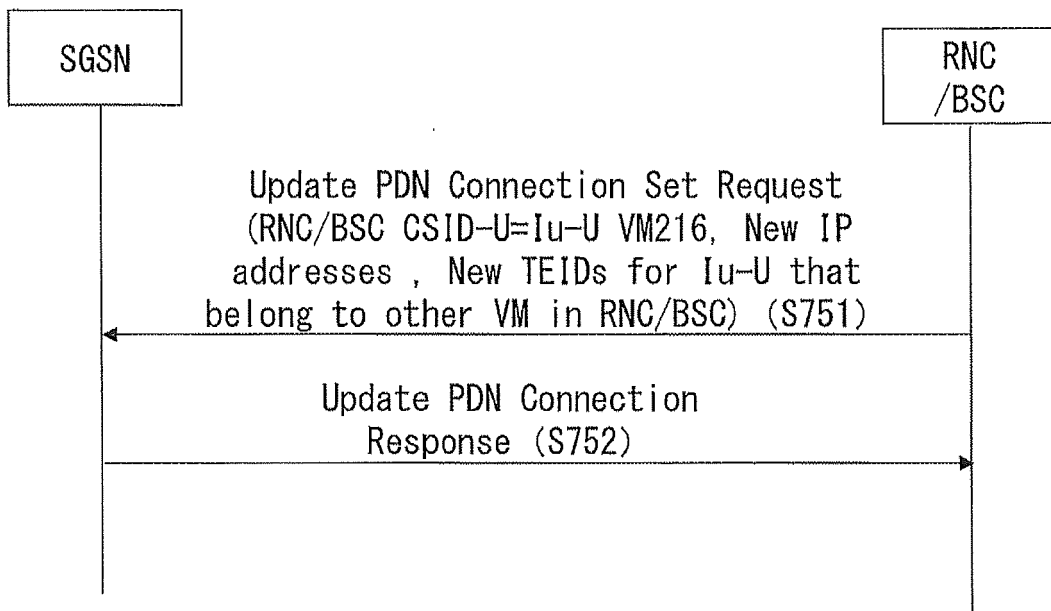 SGSN
RNC
/BSC
Update PDN Connection Set Request
(RNC/BSC CSID-U=Iu-U VM216, New IP
addresses , New TEIDs for Iu-U that
belong to other VM in RNC/BSC) (S751)
Update PDN Connection
Response (S752)